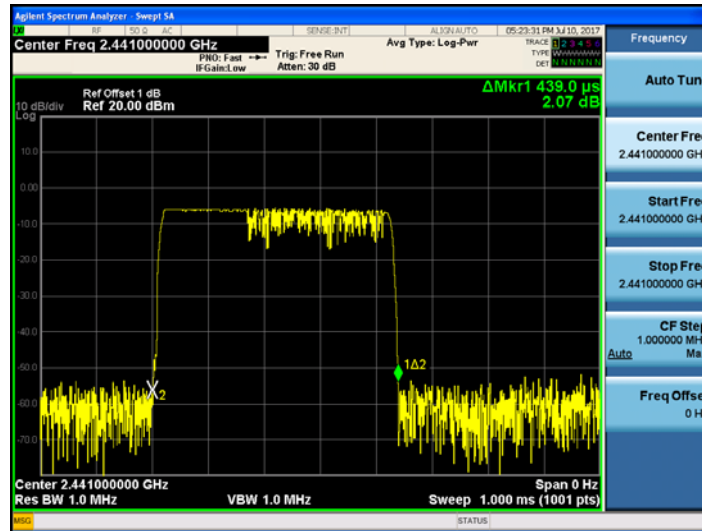 Agilent Spectrum Analyzer - Swept SA
RF 50 Ω AC SENSE:INT ALIGNAUTO 05:23:31 PM Jul 10, 2017
Center Freq 2.441000000 GHz
PNO: Fast
IFGain:Low
Trig: Free Run
Atten: 30 dB
Avg Type: Log-Pwr
TRACE 1 2 3 4 5 6
TYPE
DET N N N N N N
Frequency
ΔMkr1 439.0 µs
2.07 dB
Ref Offset 1 dB
Ref 20.00 dBm
10 dB/div
Log
10.0
0.00
-10.0
-20.0
-30.0
-40.0
-50.0
-60.0
-70.0
1Δ2
2
Center 2.441000000 GHz
Span 0 Hz
Res BW 1.0 MHz
VBW 1.0 MHz
Sweep 1.000 ms (1001 pts)
Auto Tun
Center Fre
2.441000000 GH
Start Fre
2.441000000 GH
Stop Fre
2.441000000 GH
CF Ste
1.000000 MH
Auto Ma
Freq Offse
0 H
MSG
STATUS